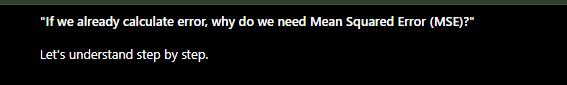 "If we already calculate error, why do we need Mean Squared Error (MSE)?"
Let's understand step by step.